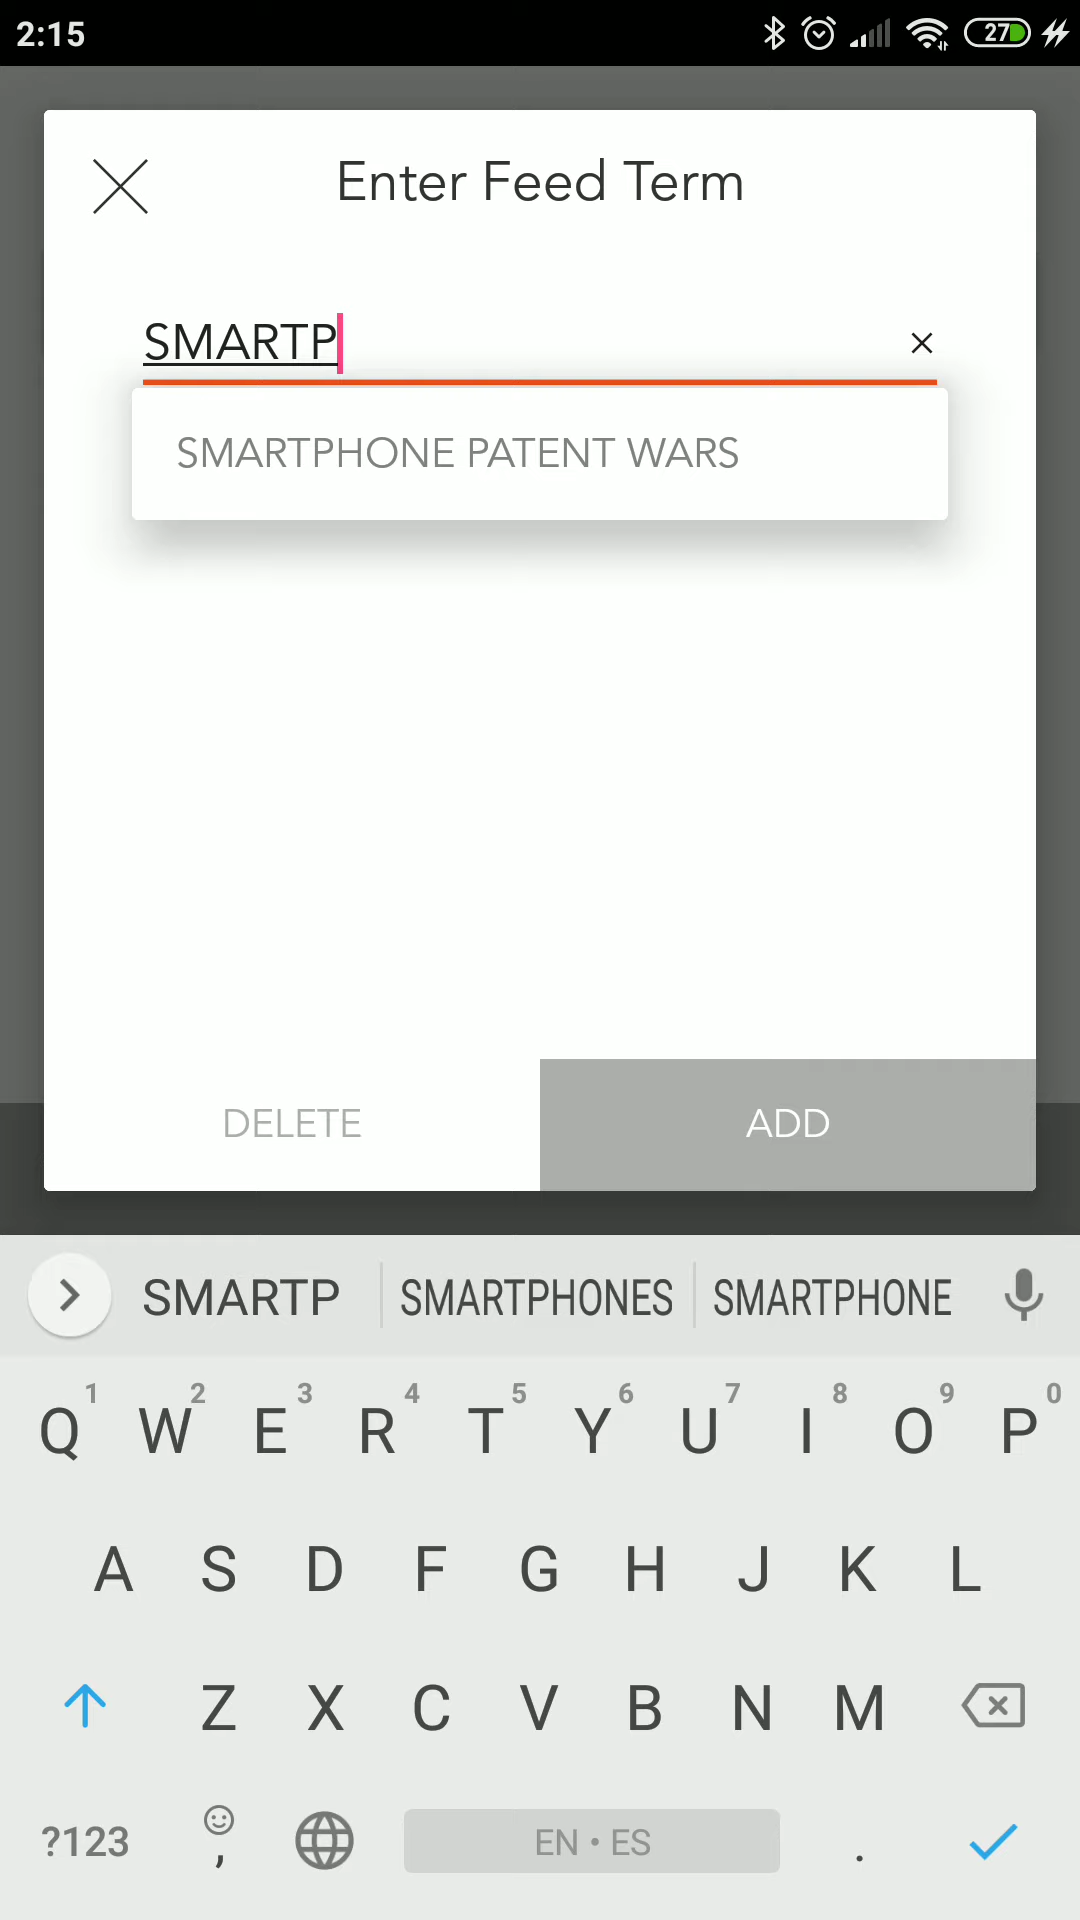 2:15
27
Enter Feed Term
SMARTP
SMARTPHONE PATENT WARS
DELETE
ADD
SMARTP
SMARTPHONES
SMARTPHONE
1 2 3 4 5 6 7 8 9 0
Q W E R T Y U I O P
A S D F G H J K L
Z X C V B N M
?123 , EN • ES .